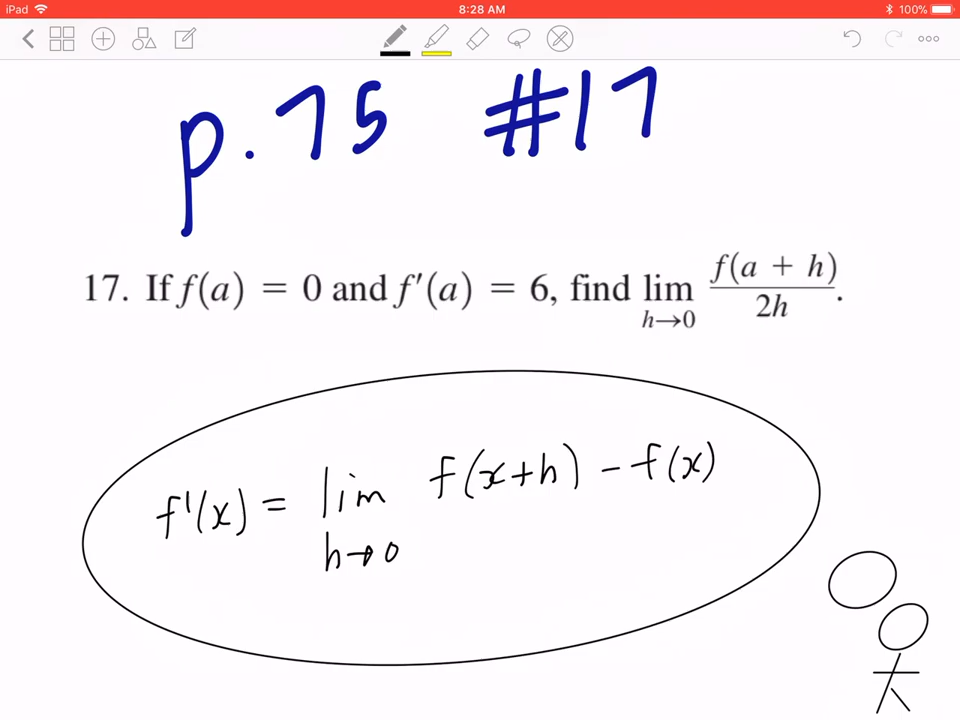 iPad 8:28 AM 100%
p.75 #17
17. If f(a) = 0 and f'(a) = 6, find lim h→0 f(a + h)/2h.
f'(x) = lim f(x+h) - f(x)
h→0